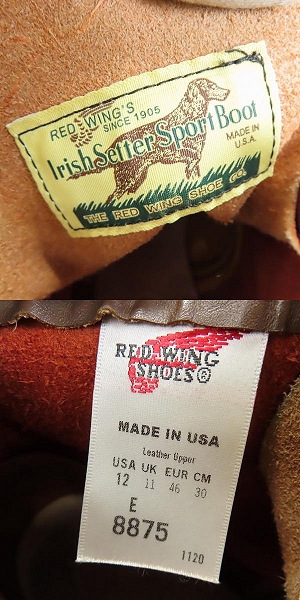 RED WING'S
SINCE 1905
Irish Setter Sport Boot
MADE IN
U.S.A.
THE RED WING SHOE CO.
RED WING
SHOES®
MADE IN USA
Leather Upper
USA UK EUR CM
12 11 46 30
E
8875
1120